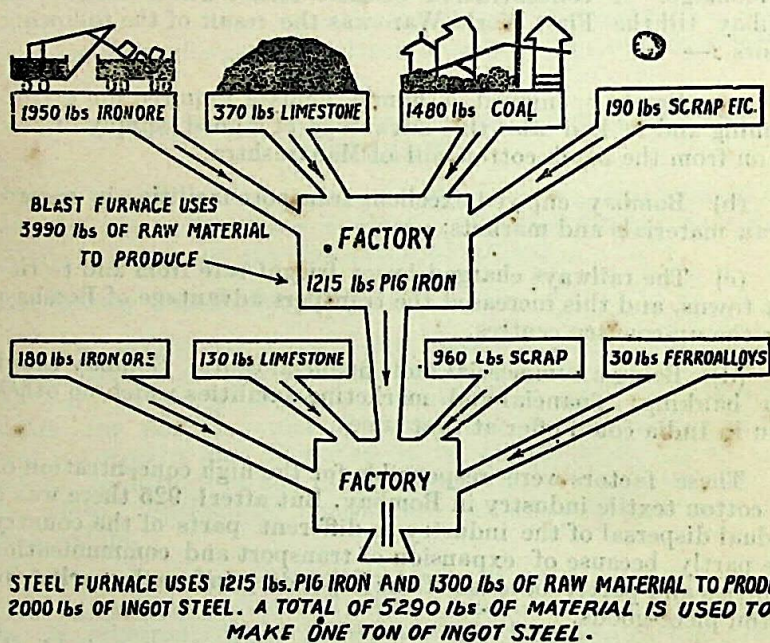 1950 lbs IRONORE
370 lbs LIMESTONE
1480 lbs COAL
190 lbs SCRAP ETC.
BLAST FURNACE USES
3990 lbs OF RAW MATERIAL
TO PRODUCE
FACTORY
1215 lbs PIG IRON
180 lbs IRONORE
130 lbs LIMESTONE
960 Lbs SCRAP
30 lbs FERROALLOYS
FACTORY
STEEL FURNACE USES 1215 lbs. PIG IRON AND 1300 lbs OF RAW MATERIAL TO PRODU
2000 lbs OF INGOT STEEL. A TOTAL OF 5290 lbs OF MATERIAL IS USED TO
MAKE ONE TON OF INGOT STEEL.